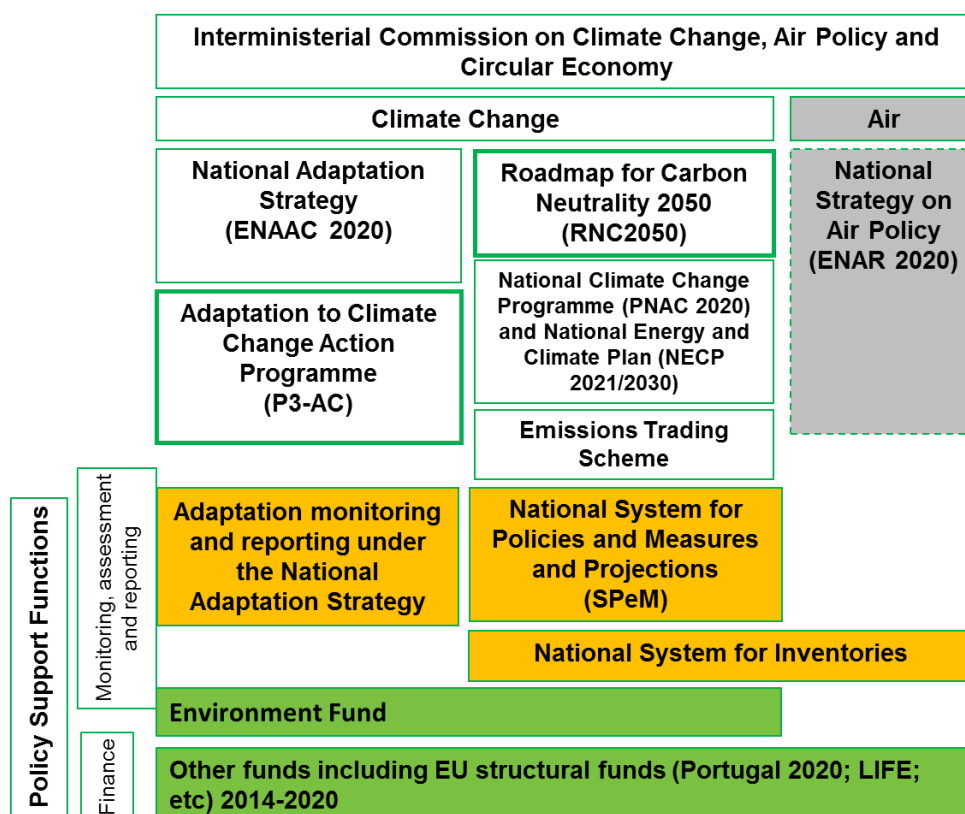 Interministerial Commission on Climate Change, Air Policy and
Circular Economy
Climate Change
Air
National Adaptation
Strategy
(ENAAC 2020)
Roadmap for Carbon
Neutrality 2050
(RNC2050)
National
Strategy on
Air Policy
(ENAR 2020)
Adaptation to Climate
Change Action
Programme
(P3-AC)
National Climate Change
Programme (PNAC 2020)
and National Energy and
Climate Plan (NECP
2021/2030)
Emissions Trading
Scheme
Policy Support Functions
Monitoring, assessment
and reporting
Adaptation monitoring
and reporting under
the National
Adaptation Strategy
National System for
Policies and Measures
and Projections
(SPeM)
National System for Inventories
Finance
Environment Fund
Other funds including EU structural funds (Portugal 2020; LIFE;
etc) 2014-2020